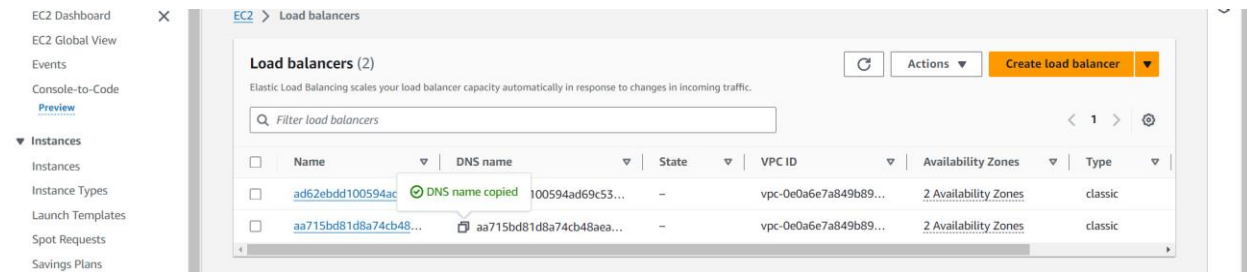 EC2 Dashboard
EC2 Global View
Events
Console-to-Code
Preview
Instances
Instances
Instance Types
Launch Templates
Spot Requests
Savings Plans
EC2 > Load balancers
Load balancers (2)
Actions
Create load balancer
Elastic Load Balancing scales your load balancer capacity automatically in response to changes in incoming traffic.
Filter load balancers
< 1 >
Name DNS name State VPC ID Availability Zones Type
ad62ebdd100594ac DNS name copied 100594ad69c53... – vpc-0e0a6e7a849b89... 2 Availability Zones classic
aa715bd81d8a74cb48... aa715bd81d8a74cb48aea... – vpc-0e0a6e7a849b89... 2 Availability Zones classic